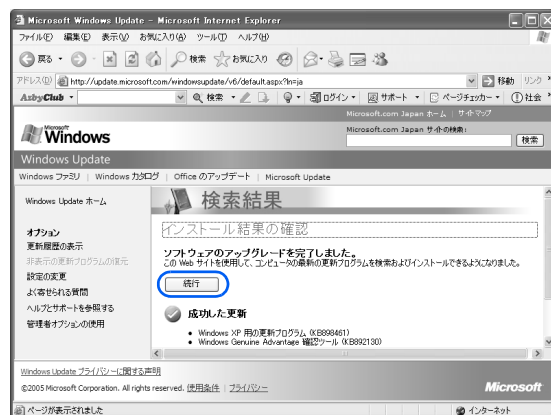 Microsoft Windows Update - Microsoft Internet Explorer
ファイル(F) 編集(E) 表示(V) お気に入り(A) ツール(T) ヘルプ(H)
戻る 検索 お気に入り
アドレス(D) http://update.microsoft.com/windowsupdate/v6/default.aspx?ln=ja 移動 リンク
AzbyClub 検索 ログイン サポート ページチェッカー 社会
Microsoft.com Japan ホーム | サイトマップ
Microsoft Windows
Microsoft.com Japan サイトの検索:
検索
Windows Update
Windows ファミリ | Windows カタログ | Office のアップデート | Microsoft Update
Windows Update ホーム
オプション
更新履歴の表示
非表示の更新プログラムの復元
設定の変更
よく寄せられる質問
ヘルプとサポートを参照する
管理者オプションの使用
検索結果
インストール結果の確認
ソフトウェアのアップグレードを完了しました。
この Web サイトを使用して、コンピュータの最新の更新プログラムを検索およびインストールできるようになりました。
続行
成功した更新
Windows XP 用の更新プログラム (KB898461)
Windows Genuine Advantage 確認ツール (KB892130)
Windows Update プライバシーに関する声明
©2005 Microsoft Corporation. All rights reserved. 使用条件 | プライバシー
Microsoft
ページが表示されました
インターネット